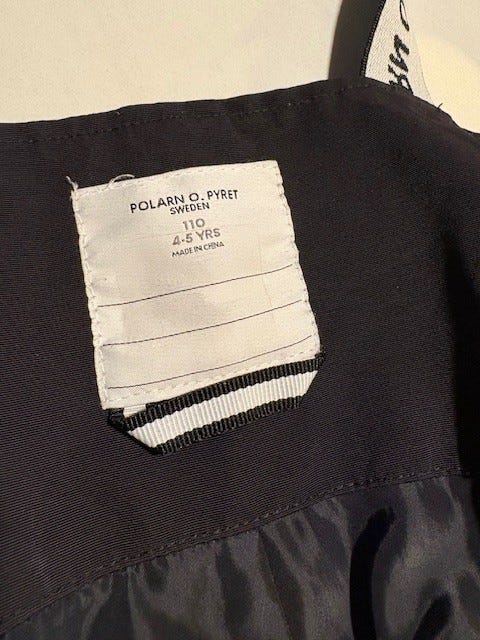 POLARN O. PYRET
SWEDEN
110
4-5 YRS
MADE IN CHINA